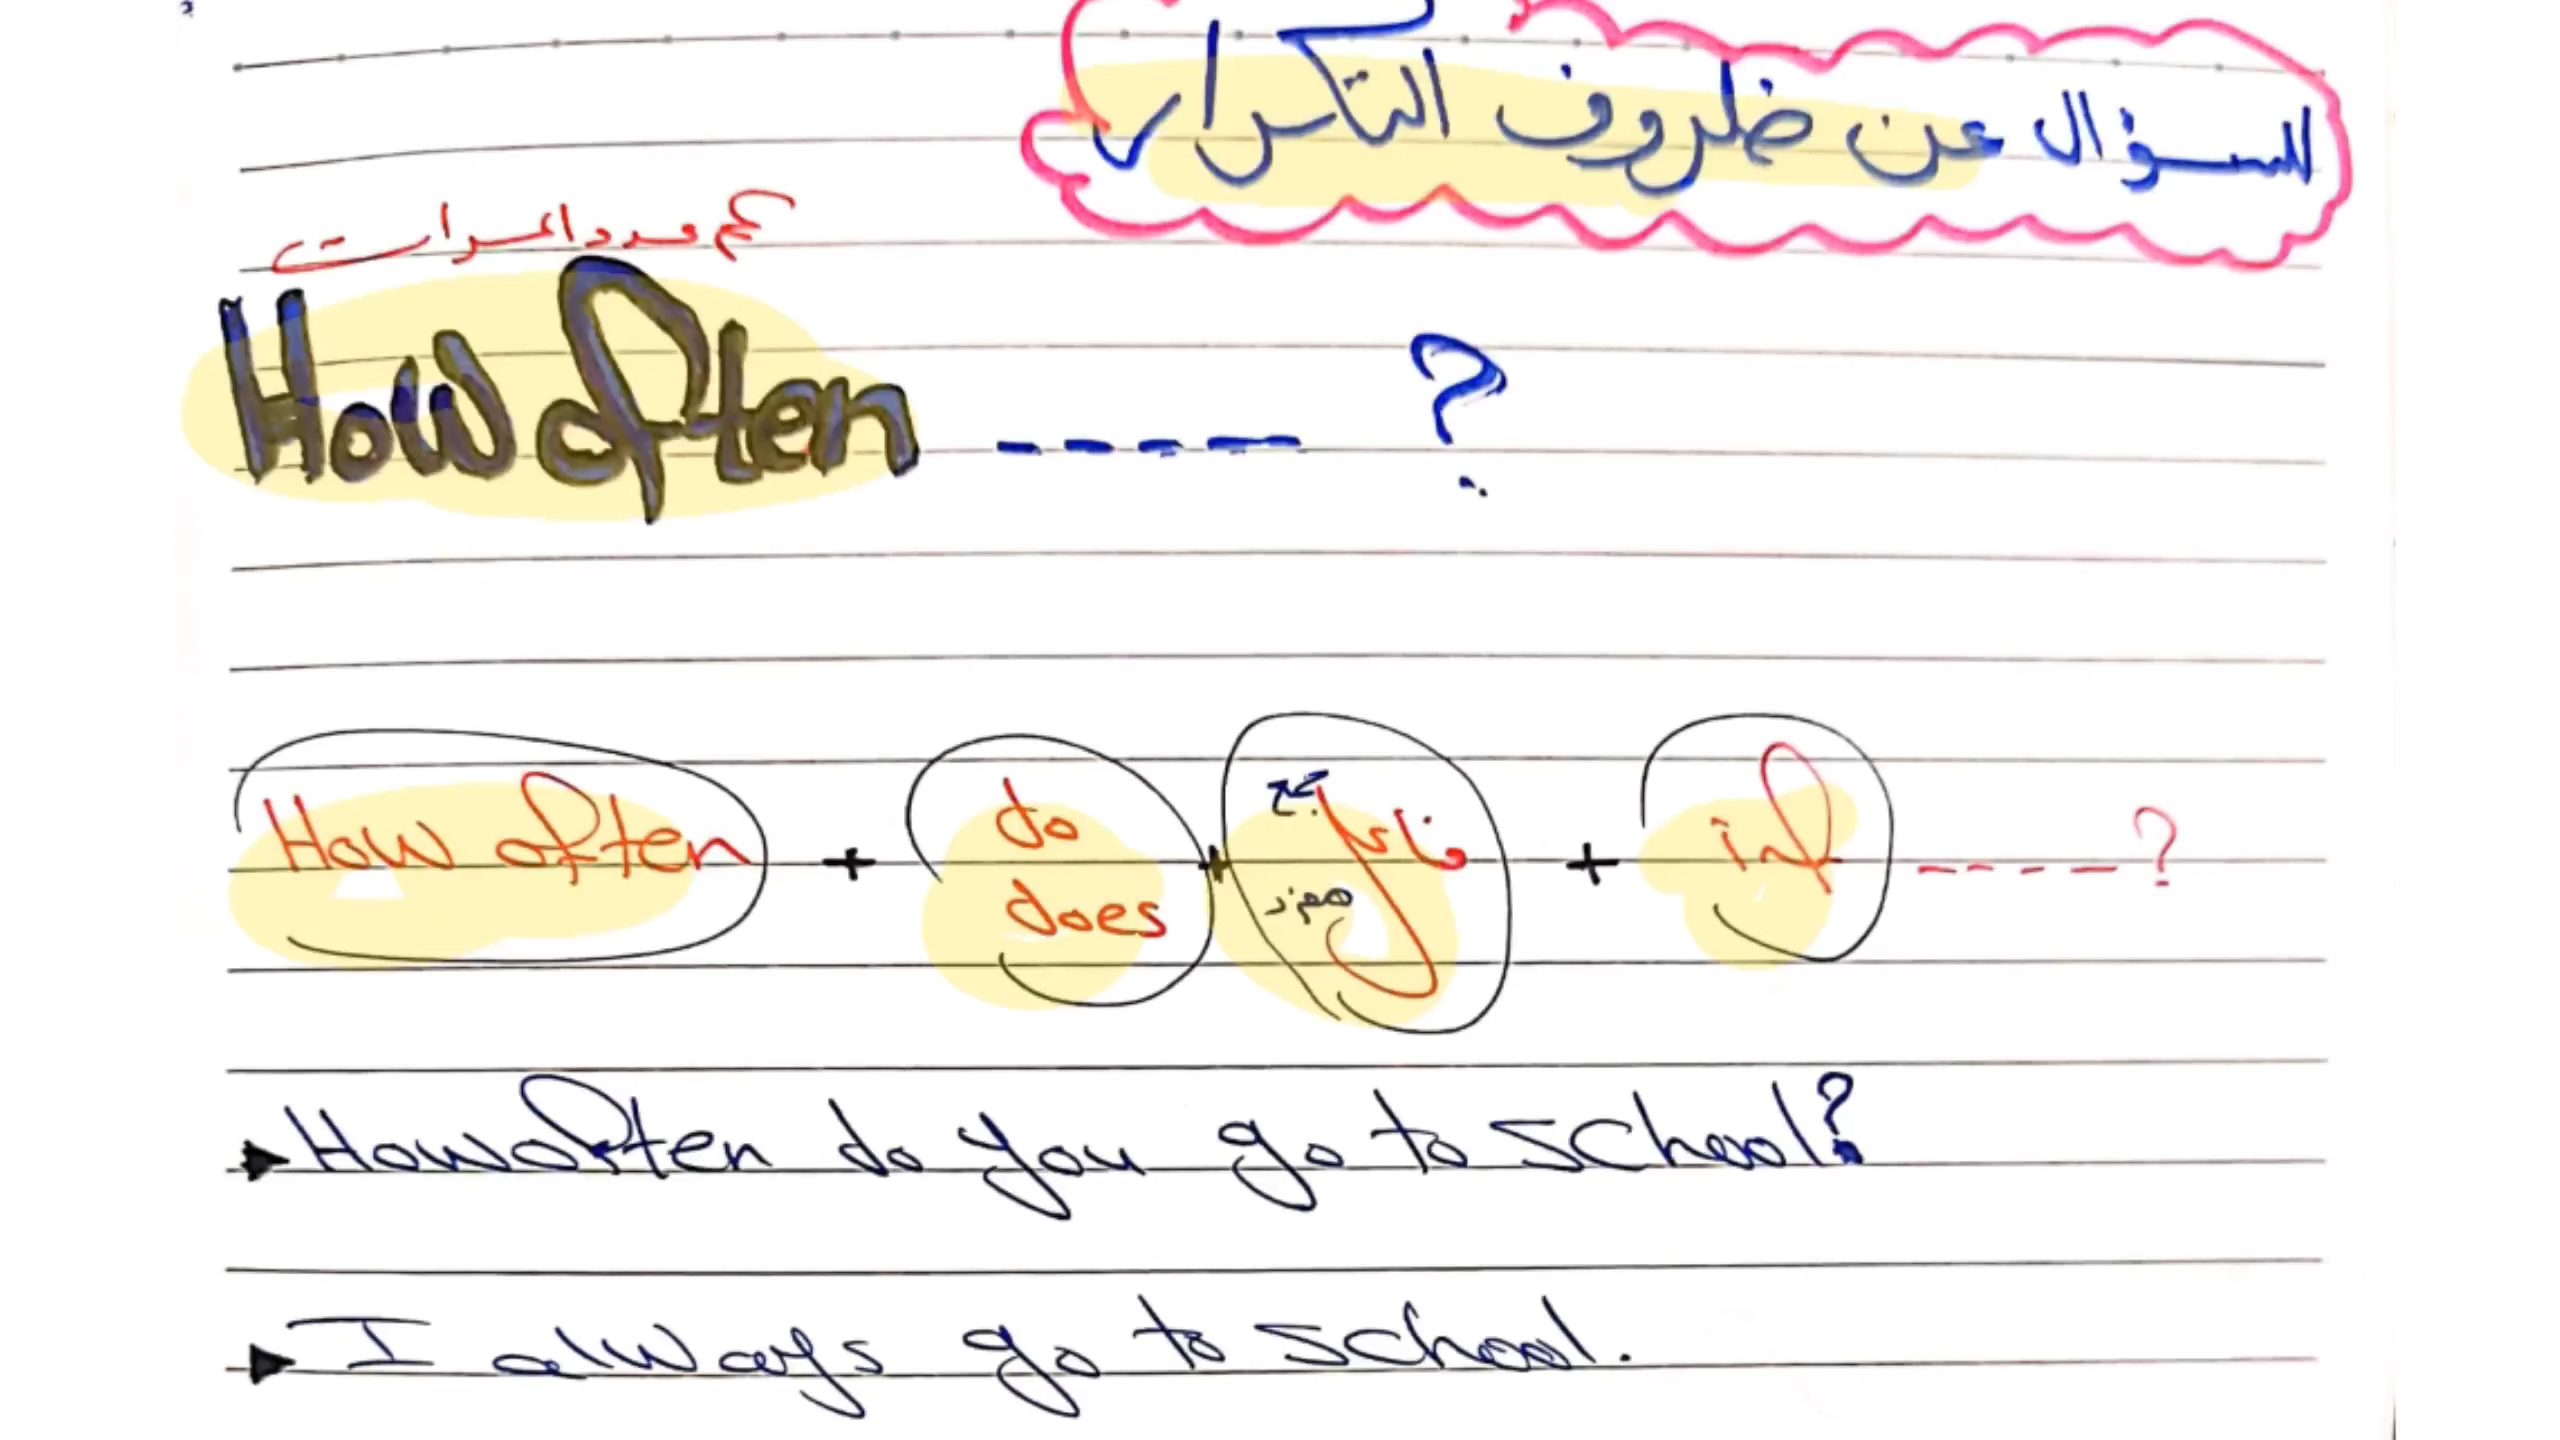 للسؤال عن ظروف التكرار
كم عدد المرات
How often ----- ?
How often + do does + جمع فاعل مفرد + inf ----- ?
How often do you go to school?
I always go to school.